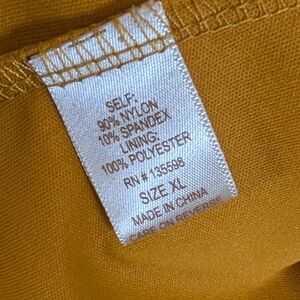 SELF:
90% NYLON
10% SPANDEX
LINING:
100% POLYESTER
RN # 135598
SIZE XL
MADE IN CHINA
CARE ON REVERSE